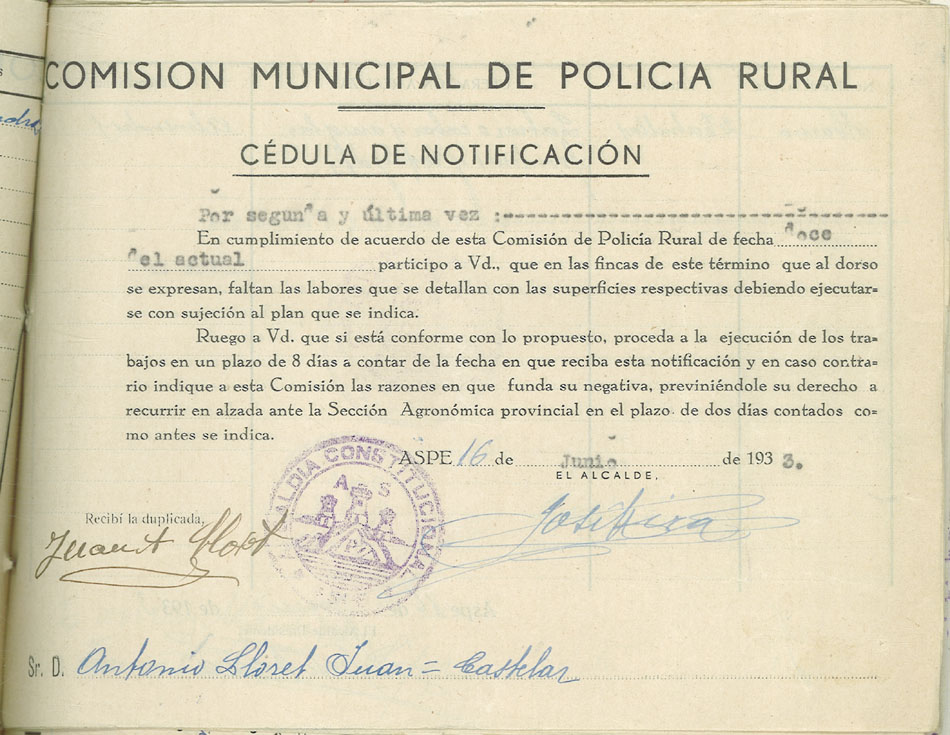 COMISION MUNICIPAL DE POLICIA RURAL
CÉDULA DE NOTIFICACIÓN
Por segunda y última vez :-
En cumplimiento de acuerdo de esta Comisión de Policía Rural de fecha doce
del actual participo a Vd., que en las fincas de este término que al dorso
se expresan, faltan las labores que se detallan con las superficies respectivas debiendo ejecutar=
se con sujeción al plan que se indica.
Ruego a Vd. que si está conforme con lo propuesto, proceda a la ejecución de los tra=
bajos en un plazo de 8 días a contar de la fecha en que reciba esta notificación y en caso contra=
rio indique a esta Comisión las razones en que funda su negativa, previniéndole su derecho a
recurrir en alzada ante la Sección Agronómica provincial en el plazo de dos días contados co=
mo antes se indica.
ALCALDIA CONSTITUCIONAL
A S P E
ASPE 16 de Junio de 1933.
EL ALCALDE,
Recibí la duplicada,
Juan A Lloret
Sr. D. Antonio Lloret Juan = Castelar